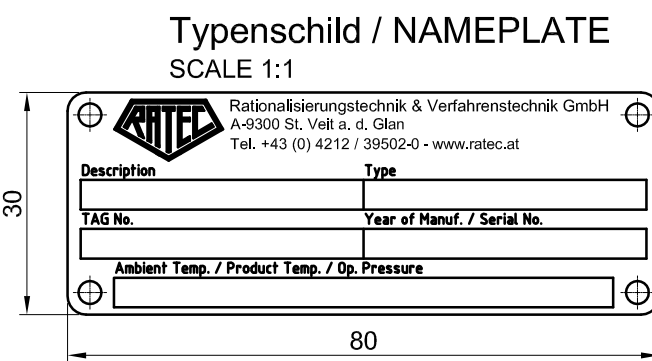 Typenschild / NAMEPLATE
SCALE 1:1
RATEC
Rationalisierungstechnik & Verfahrenstechnik GmbH
A-9300 St. Veit a. d. Glan
Tel. +43 (0) 4212 / 39502-0 - www.ratec.at
Description Type
30
TAG No. Year of Manuf. / Serial No.
Ambient Temp. / Product Temp. / Op. Pressure
80